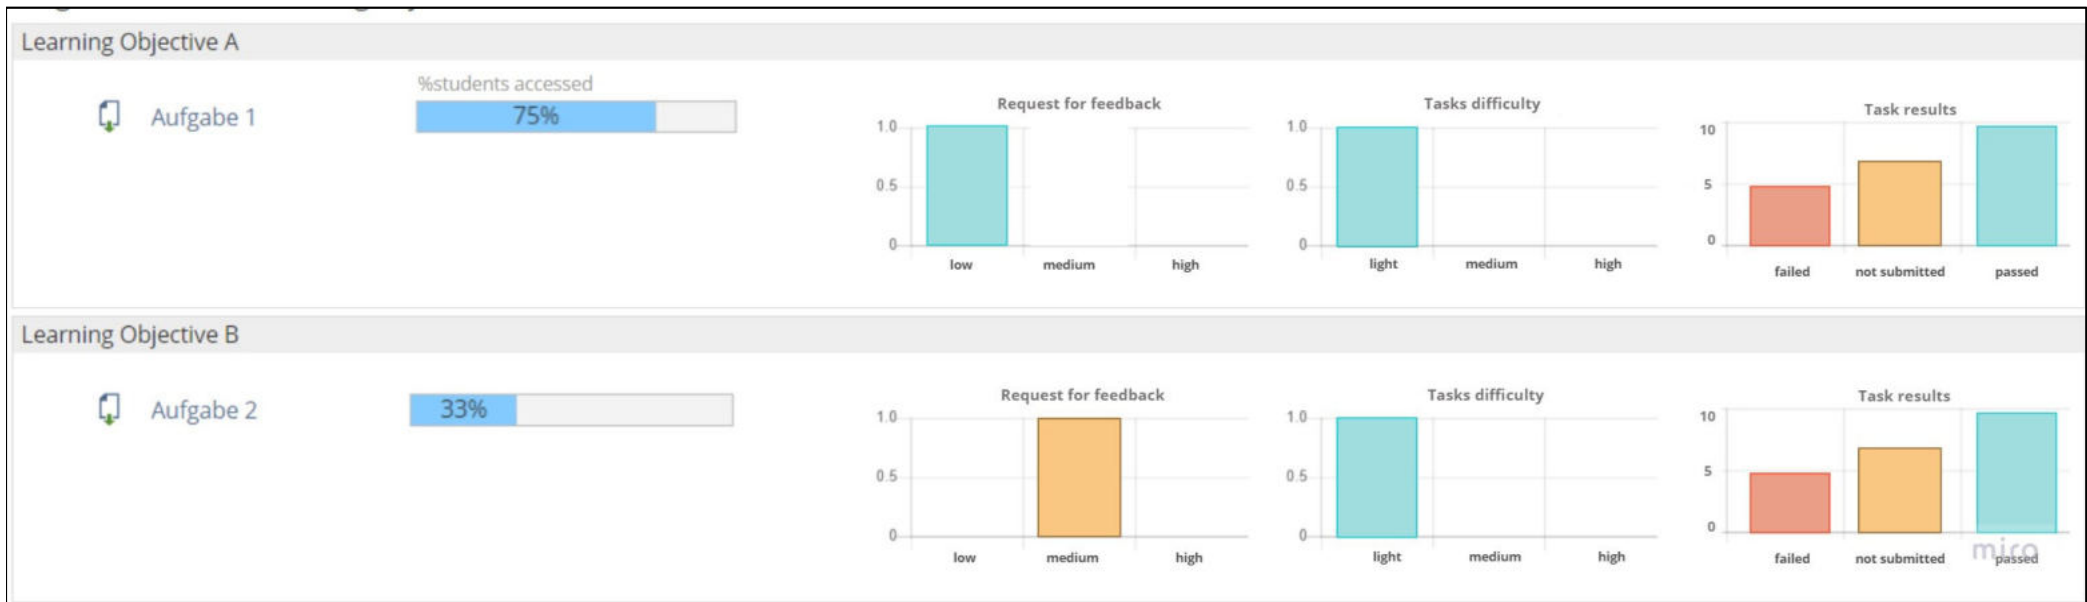 Learning Objective A
%students accessed
Aufgabe 1
75%
Request for feedback
1.0
0.5
0
low medium high
Tasks difficulty
1.0
0.5
0
light medium high
Task results
10
5
0
failed not submitted passed
Learning Objective B
Aufgabe 2
33%
Request for feedback
1.0
0.5
0
low medium high
Tasks difficulty
1.0
0.5
0
light medium high
Task results
10
5
0
failed not submitted passed
miro